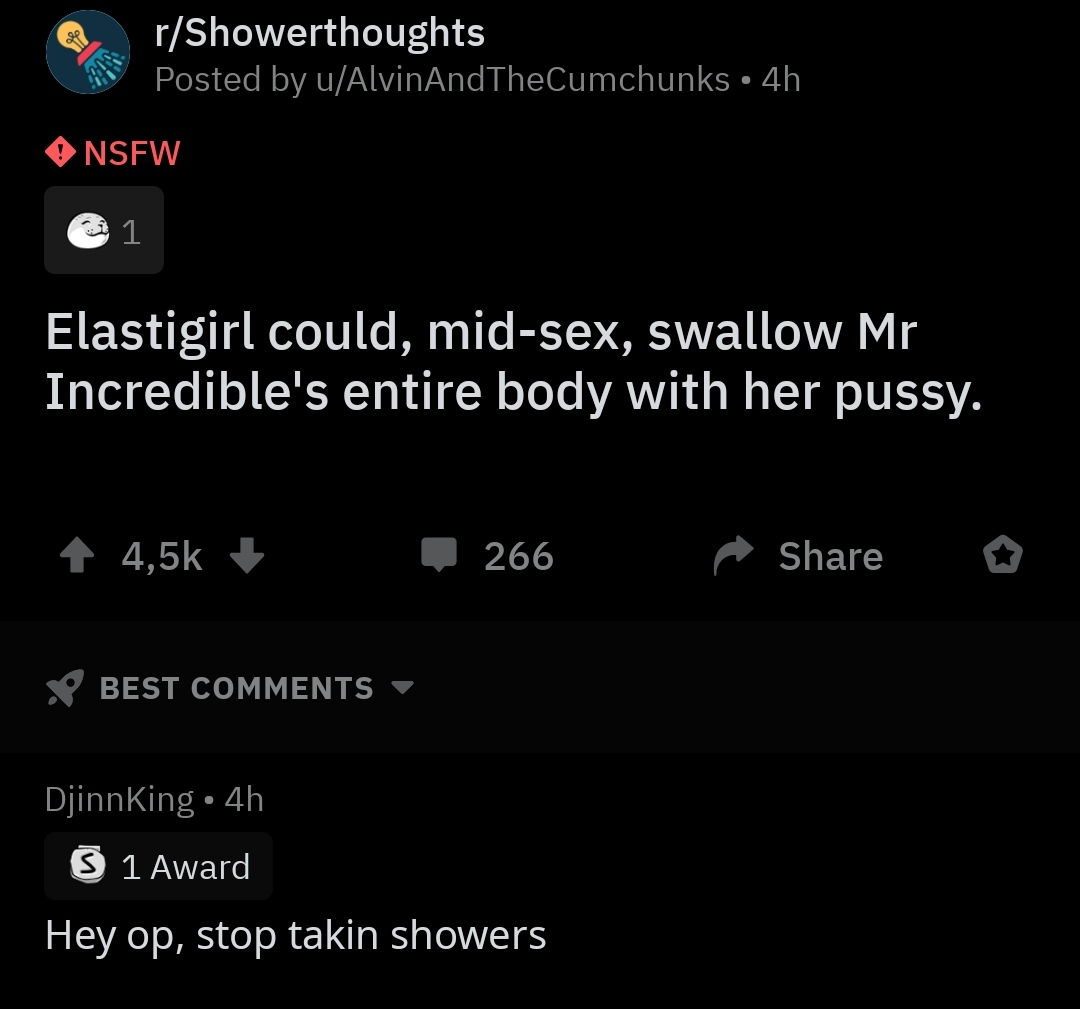 r/Showerthoughts
Posted by u/AlvinAndTheCumchunks • 4h
NSFW
1
Elastigirl could, mid-sex, swallow Mr
Incredible's entire body with her pussy.
4,5k 266 Share
BEST COMMENTS
DjinnKing • 4h
S 1 Award
Hey op, stop takin showers